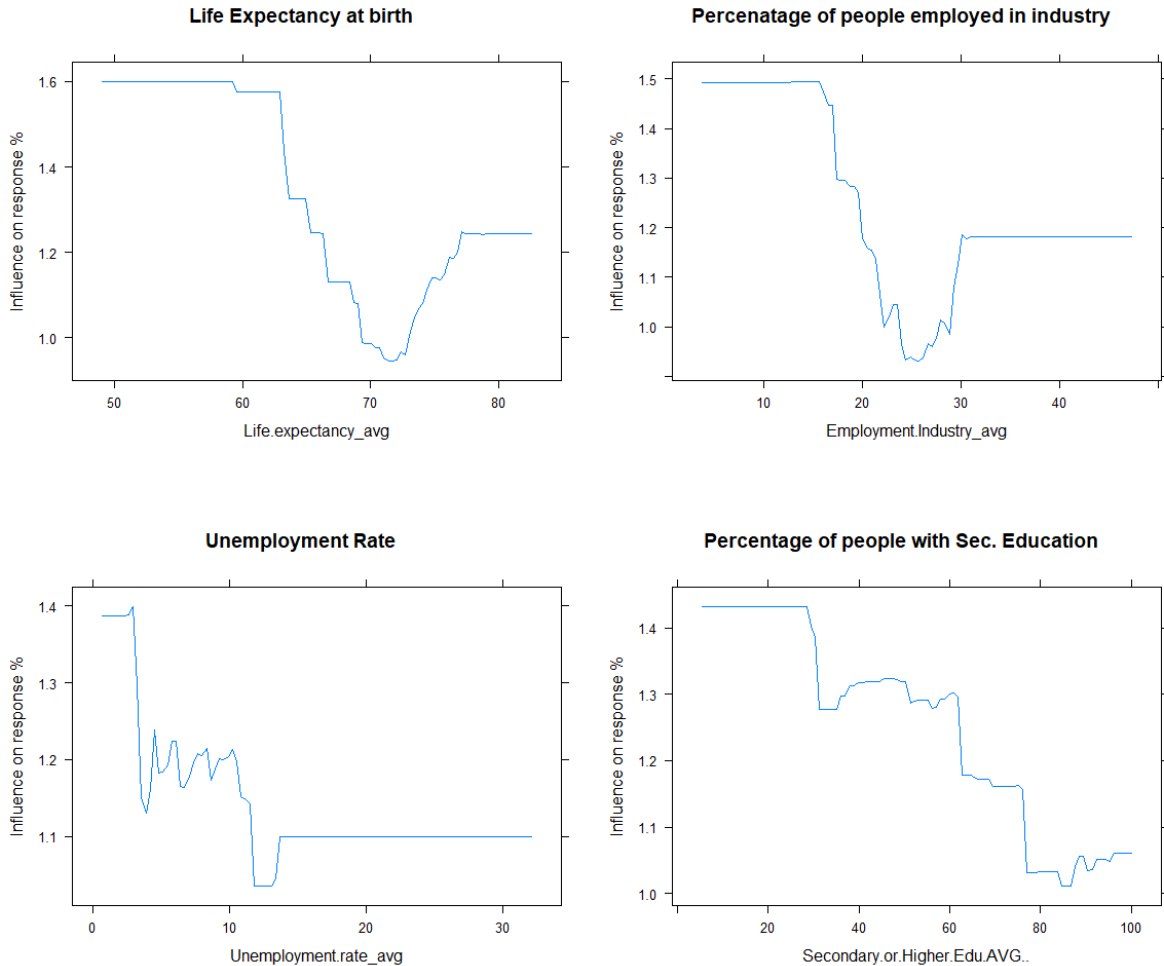 Life Expectancy at birth
Influence on response %
1.6
1.4
1.2
1.0
50 60 70 80
Life.expectancy_avg
Percenatage of people employed in industry
Influence on response %
1.5
1.4
1.3
1.2
1.1
1.0
10 20 30 40
Employment.Industry_avg
Unemployment Rate
Influence on response %
1.4
1.3
1.2
1.1
0 10 20 30
Unemployment.rate_avg
Percentage of people with Sec. Education
Influence on response %
1.4
1.3
1.2
1.1
1.0
20 40 60 80 100
Secondary.or.Higher.Edu.AVG..